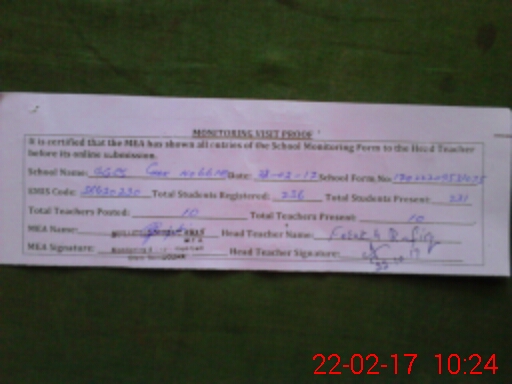 MONITORING VISIT PROOF
It is certified that the MEA has shown all entries of the School Monitoring Form to the Head Teacher
before its online submission.
School Name: GGPS Date: 22-02-17 School Form No:
EMIS Code: Total Students Registered: 236 Total Students Present: 231
Total Teachers Posted: 10 Total Teachers Present: 10
MEA Name: Head Teacher Name: Farhat Rafiq
MEA Signature: Head Teacher Signature:
22-02-17 10:24